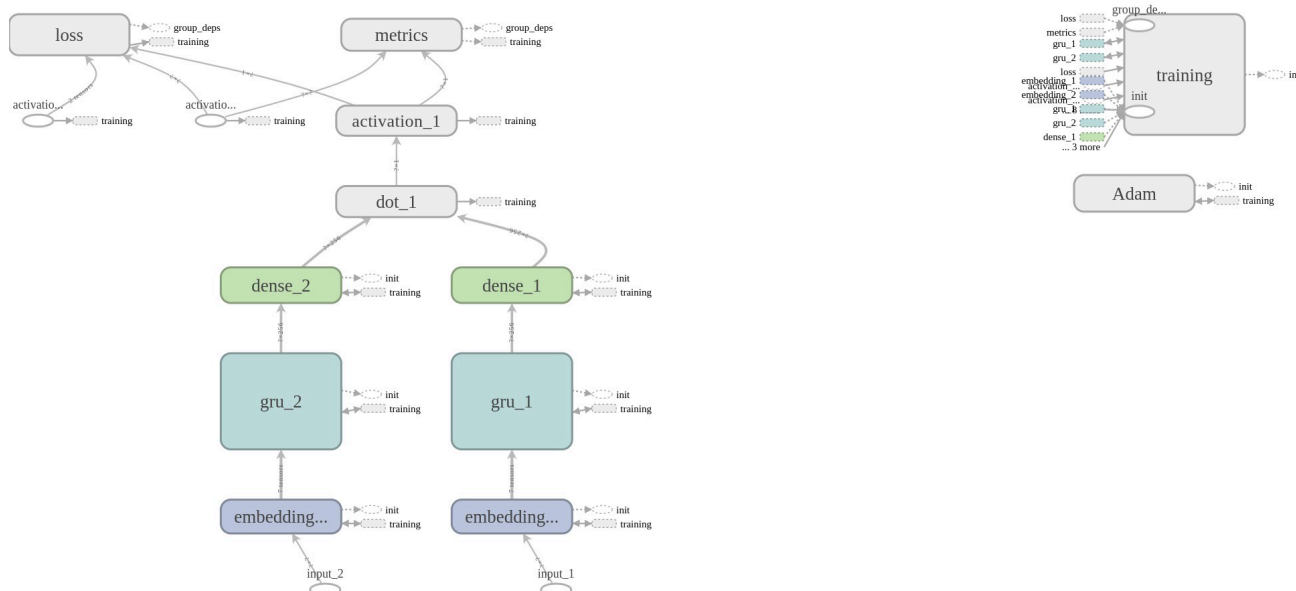 loss
group_deps
training
metrics
group_deps
training
activatio...
training
activatio...
training
activation_1
training
dot_1
training
dense_2
init
training
dense_1
init
training
gru_2
init
training
gru_1
init
training
embedding...
init
training
embedding...
init
training
input_2
input_1
group_de...
loss
metrics
gru_1
gru_2
loss
embedding_1
activation_...
embedding_2
activation_...
gru_2
dense_1
... 3 more
training
init
Adam
init
training